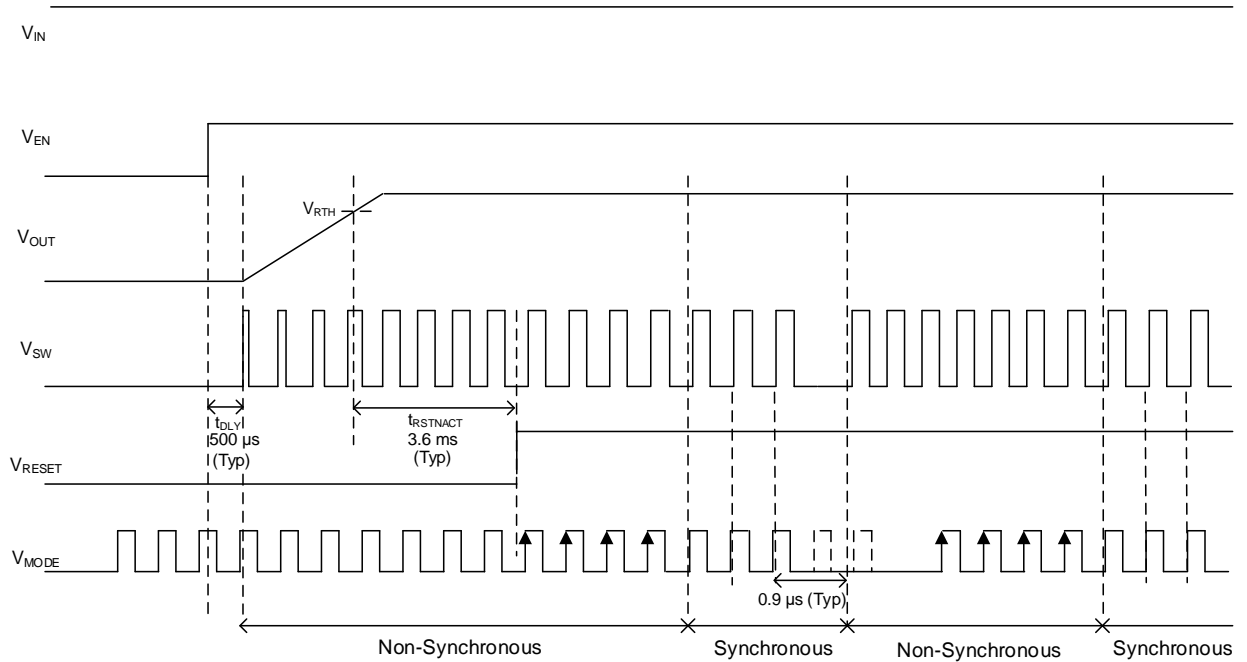 VIN
VEN
VRTH
VOUT
VSW
tDLY
500 µs
(Typ)
tRSTNACT
3.6 ms
(Typ)
VRESET
VMODE
0.9 µs (Typ)
Non-Synchronous
Synchronous
Non-Synchronous
Synchronous